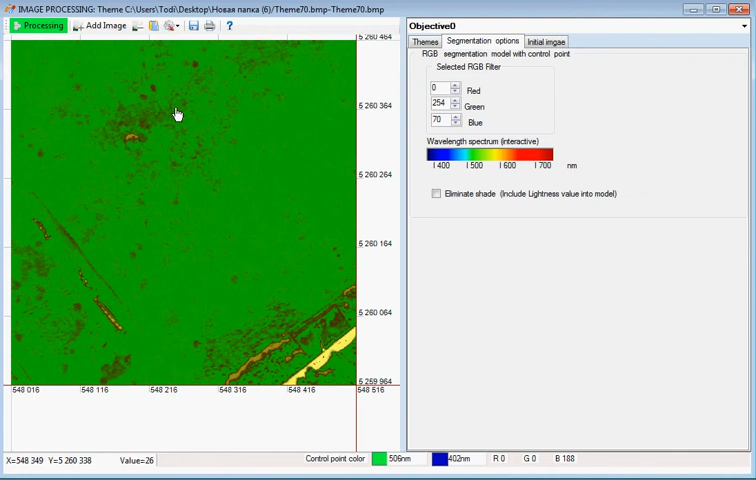 IMAGE PROCESSING: Theme C:\Users\Todi\Desktop\Новая папка (6)/Theme70.bmp-Theme70.bmp
Processing Add Image ?
Objective0
Themes Segmentation options Initial imgae
RGB segmentation model with control point
Selected RGB Filter
0 Red
254 Green
70 Blue
Wavelength spectrum (interactive)
400 500 600 700 nm
Eliminate shade (Include Lightness value into model)
5 260 464
5 260 364
5 260 264
5 260 164
5 260 064
5 259 964
548 016 548 116 548 216 548 316 548 416 548 516
X=548 349 Y=5 260 338 Value=26 Control point color 506nm 402nm R 0 G 0 B 188